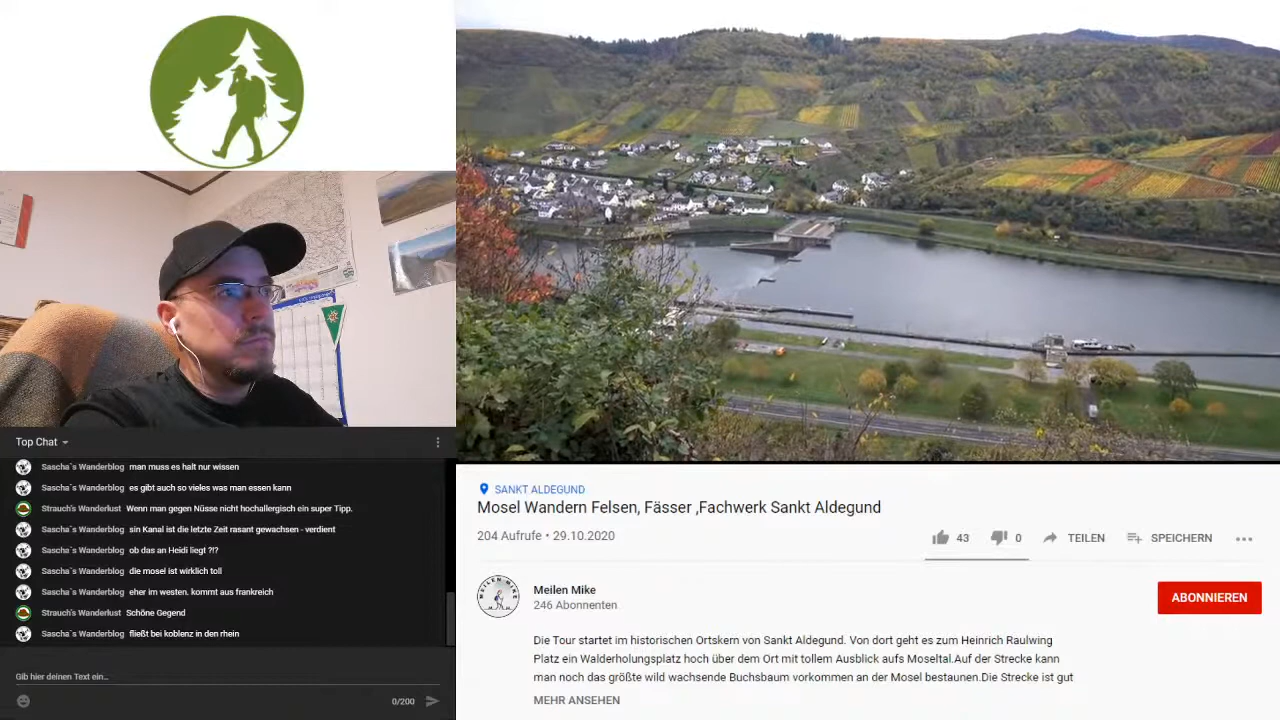 Top Chat
Sascha`s Wanderblog man muss es halt nur wissen
Sascha`s Wanderblog es gibt auch so vieles was man essen kann
Strauch's Wanderlust Wenn man gegen Nüsse nicht hochallergisch ein super Tipp.
Sascha`s Wanderblog sin Kanal ist die letzte Zeit rasant gewachsen - verdient
Sascha`s Wanderblog ob das an Heidi liegt ?!?
Sascha`s Wanderblog die mosel ist wirklich toll
Sascha`s Wanderblog eher im westen. kommt aus frankreich
Strauch's Wanderlust Schöne Gegend
Sascha`s Wanderblog fließt bei koblenz in den rhein
Gib hier deinen Text ein...
0/200
SANKT ALDEGUND
Mosel Wandern Felsen, Fässer ,Fachwerk Sankt Aldegund
204 Aufrufe • 29.10.2020
43 0 TEILEN SPEICHERN
MEILEN MIKE
Meilen Mike
246 Abonnenten
ABONNIEREN
Die Tour startet im historischen Ortskern von Sankt Aldegund. Von dort geht es zum Heinrich Raulwing
Platz ein Walderholungsplatz hoch über dem Ort mit tollem Ausblick aufs Moseltal.Auf der Strecke kann
man noch das größte wild wachsende Buchsbaum vorkommen an der Mosel bestaunen.Die Strecke ist gut
MEHR ANSEHEN